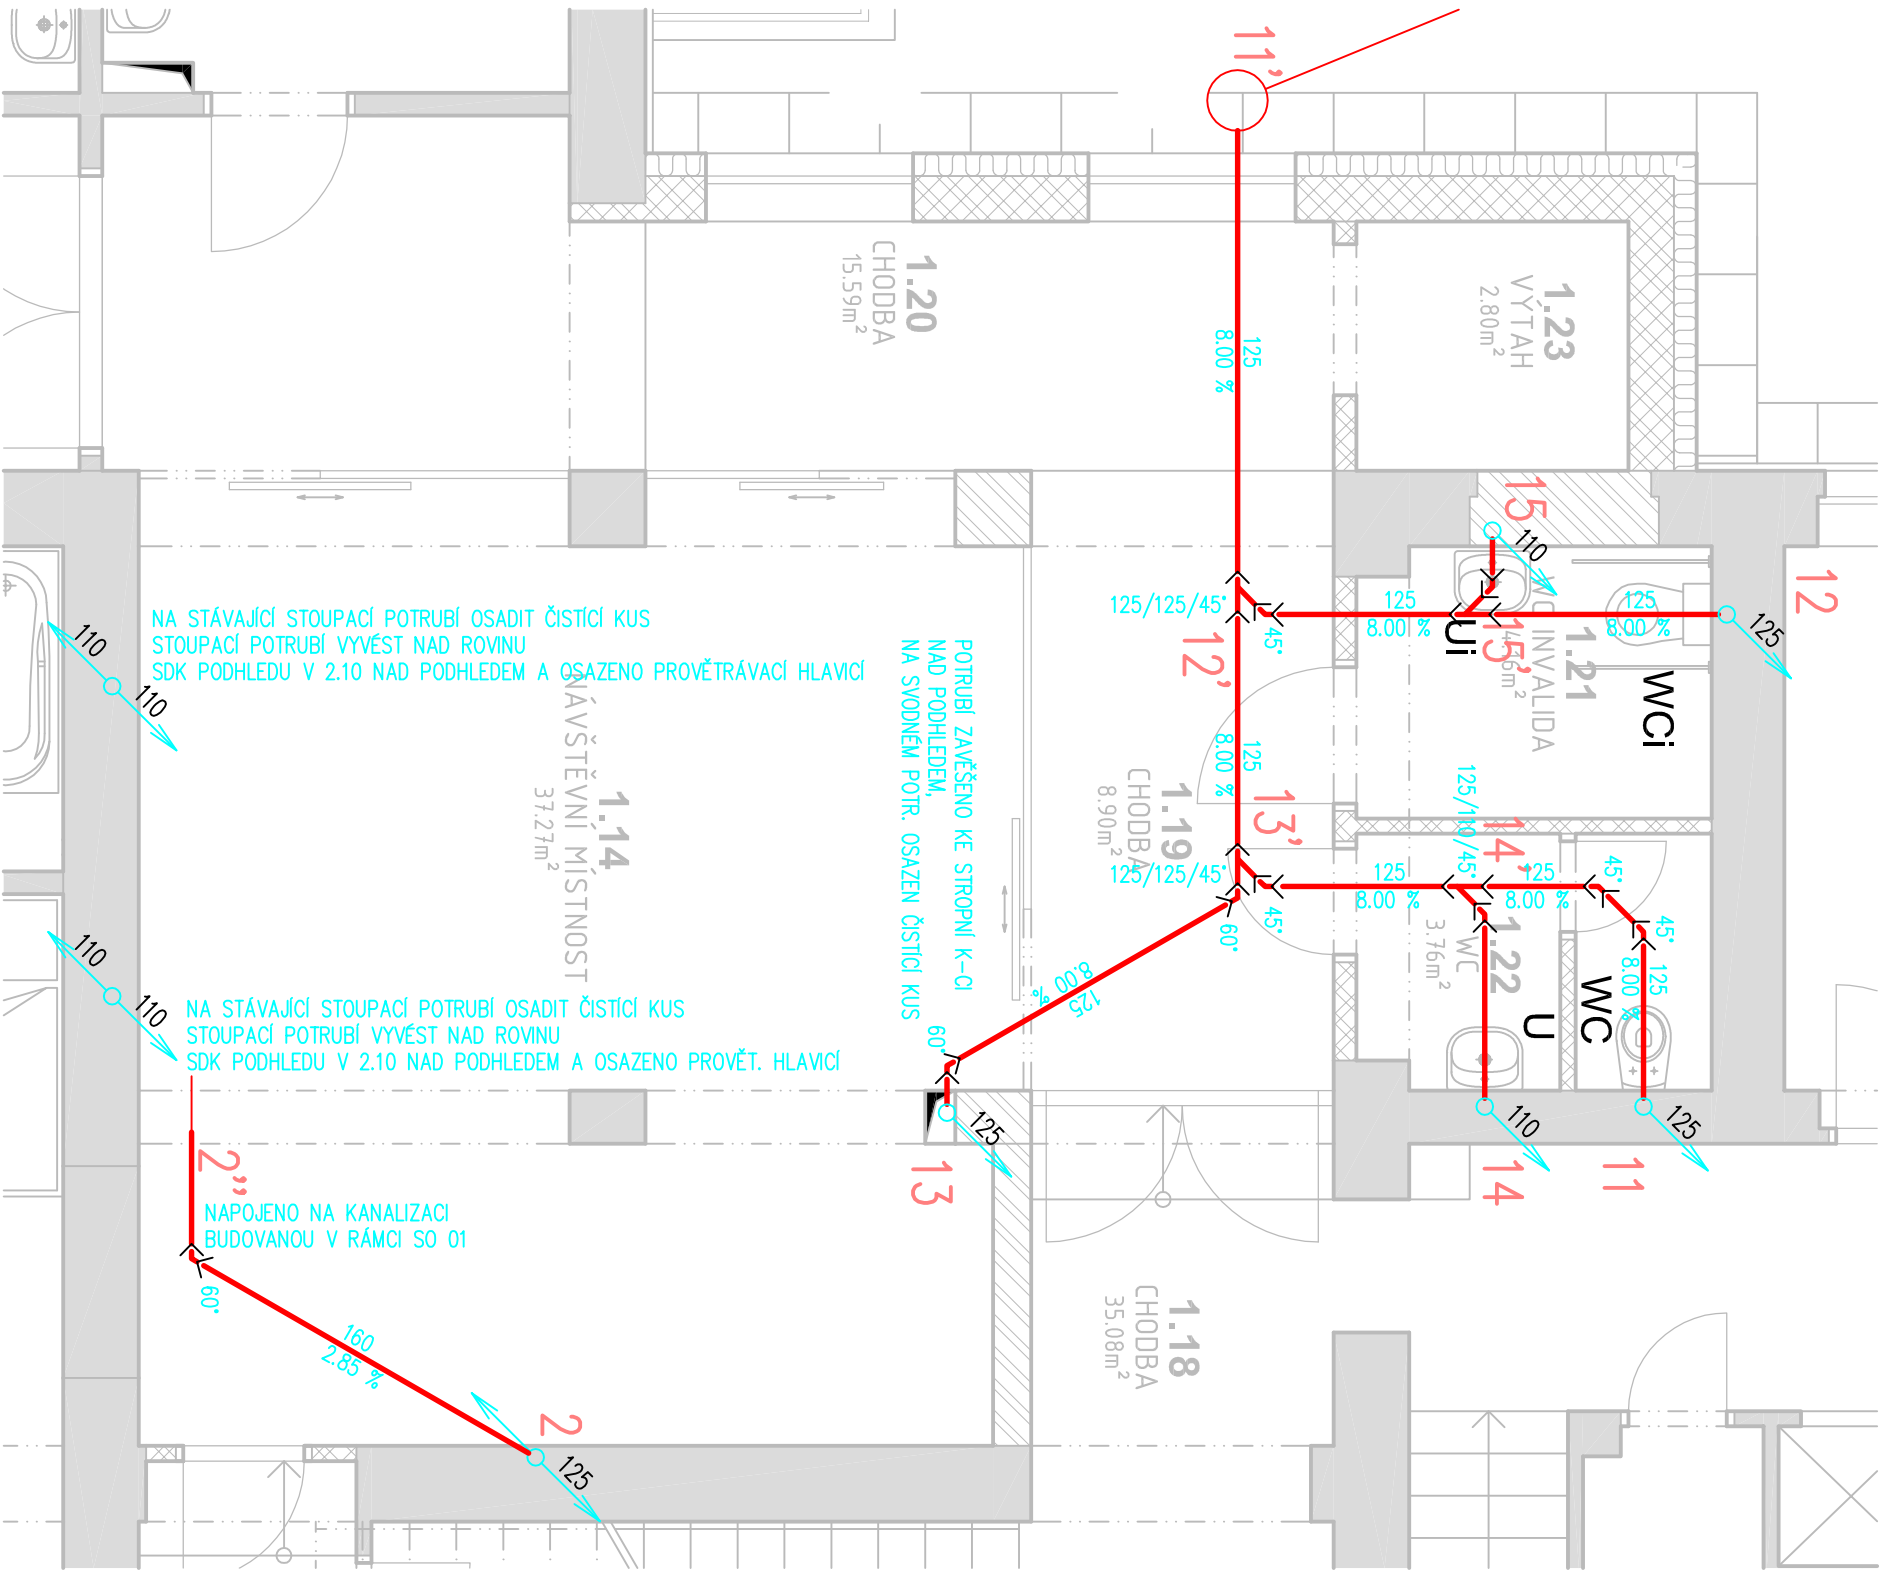 11'
1.20
CHODBA
15.59m²
1.23
VÝTAH
2.80m²
125
8.00 %
15
110
12
125
8.00 %
125
8.00 %
125
125/125/45°
45°
12'
Ui
15'
1.21
WC INVALIDA
WCi
NA STÁVAJÍCÍ STOUPACÍ POTRUBÍ OSADIT ČISTÍCÍ KUS
STOUPACÍ POTRUBÍ VYVÉST NAD ROVINU
SDK PODHLEDU V 2.10 NAD PODHLEDEM A OSAZENO PROVĚTRÁVACÍ HLAVICÍ
110
110
1.14
NÁVŠTĚVNÍ MÍSTNOST
37.27m²
POTRUBÍ ZAVĚŠENO KE STROPNÍ K-CI
NAD PODHLEDEM,
NA SVODNÉM POTR. OSAZEN ČISTÍCÍ KUS
125
8.00 %
1.19
CHODBA
8.90m²
13'
125/125/45°
45°
60°
125/110/45°
14'
125
8.00 %
125
8.00 %
45°
45°
125
8.00 %
1.22
WC
3.76m²
U
WC
125
8.00 %
60°
110
110
NA STÁVAJÍCÍ STOUPACÍ POTRUBÍ OSADIT ČISTÍCÍ KUS
STOUPACÍ POTRUBÍ VYVÉST NAD ROVINU
SDK PODHLEDU V 2.10 NAD PODHLEDEM A OSAZENO PROVĚT. HLAVICÍ
125
13
110
14
125
11
2''
NAPOJENO NA KANALIZACI
BUDOVANOU V RÁMCI SO 01
60°
160
2.85 %
2
125
1.18
CHODBA
35.08m²